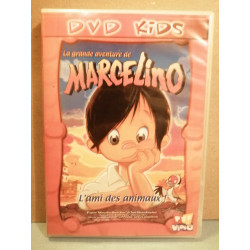 DVD KiDS
La grande aventure de
MARCELINO
L'ami des animaux !